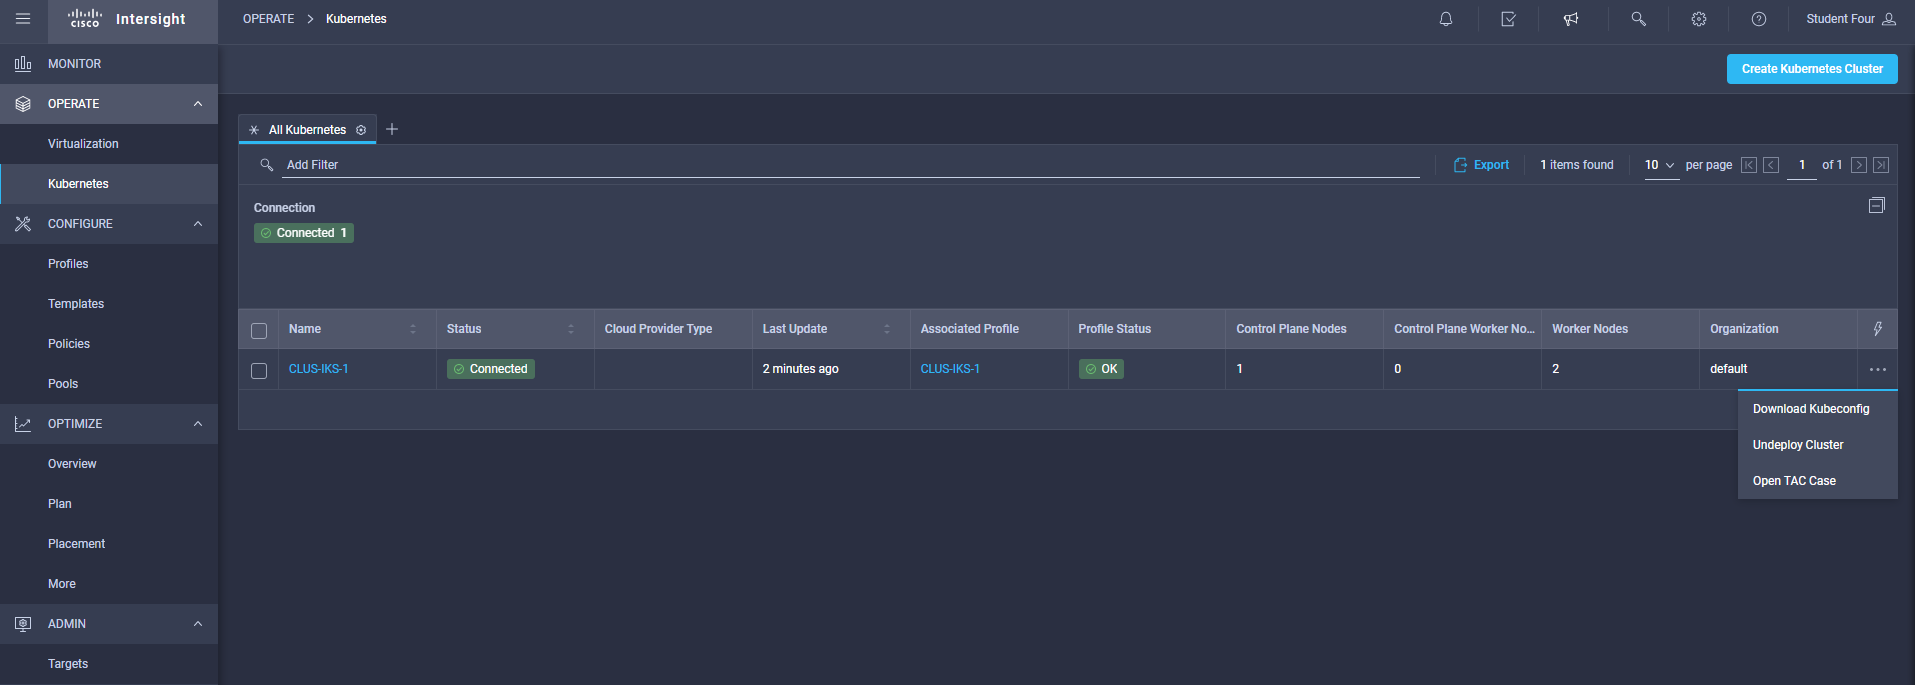 CISCO Intersight
OPERATE > Kubernetes
Student Four
MONITOR
OPERATE
Virtualization
Kubernetes
CONFIGURE
Profiles
Templates
Policies
Pools
OPTIMIZE
Overview
Plan
Placement
More
ADMIN
Targets
Create Kubernetes Cluster
All Kubernetes
Add Filter
Export 1 items found 10 per page 1 of 1
Connection
Connected 1
Name Status Cloud Provider Type Last Update Associated Profile Profile Status Control Plane Nodes Control Plane Worker No... Worker Nodes Organization
CLUS-IKS-1 Connected 2 minutes ago CLUS-IKS-1 OK 1 0 2 default
Download Kubeconfig
Undeploy Cluster
Open TAC Case